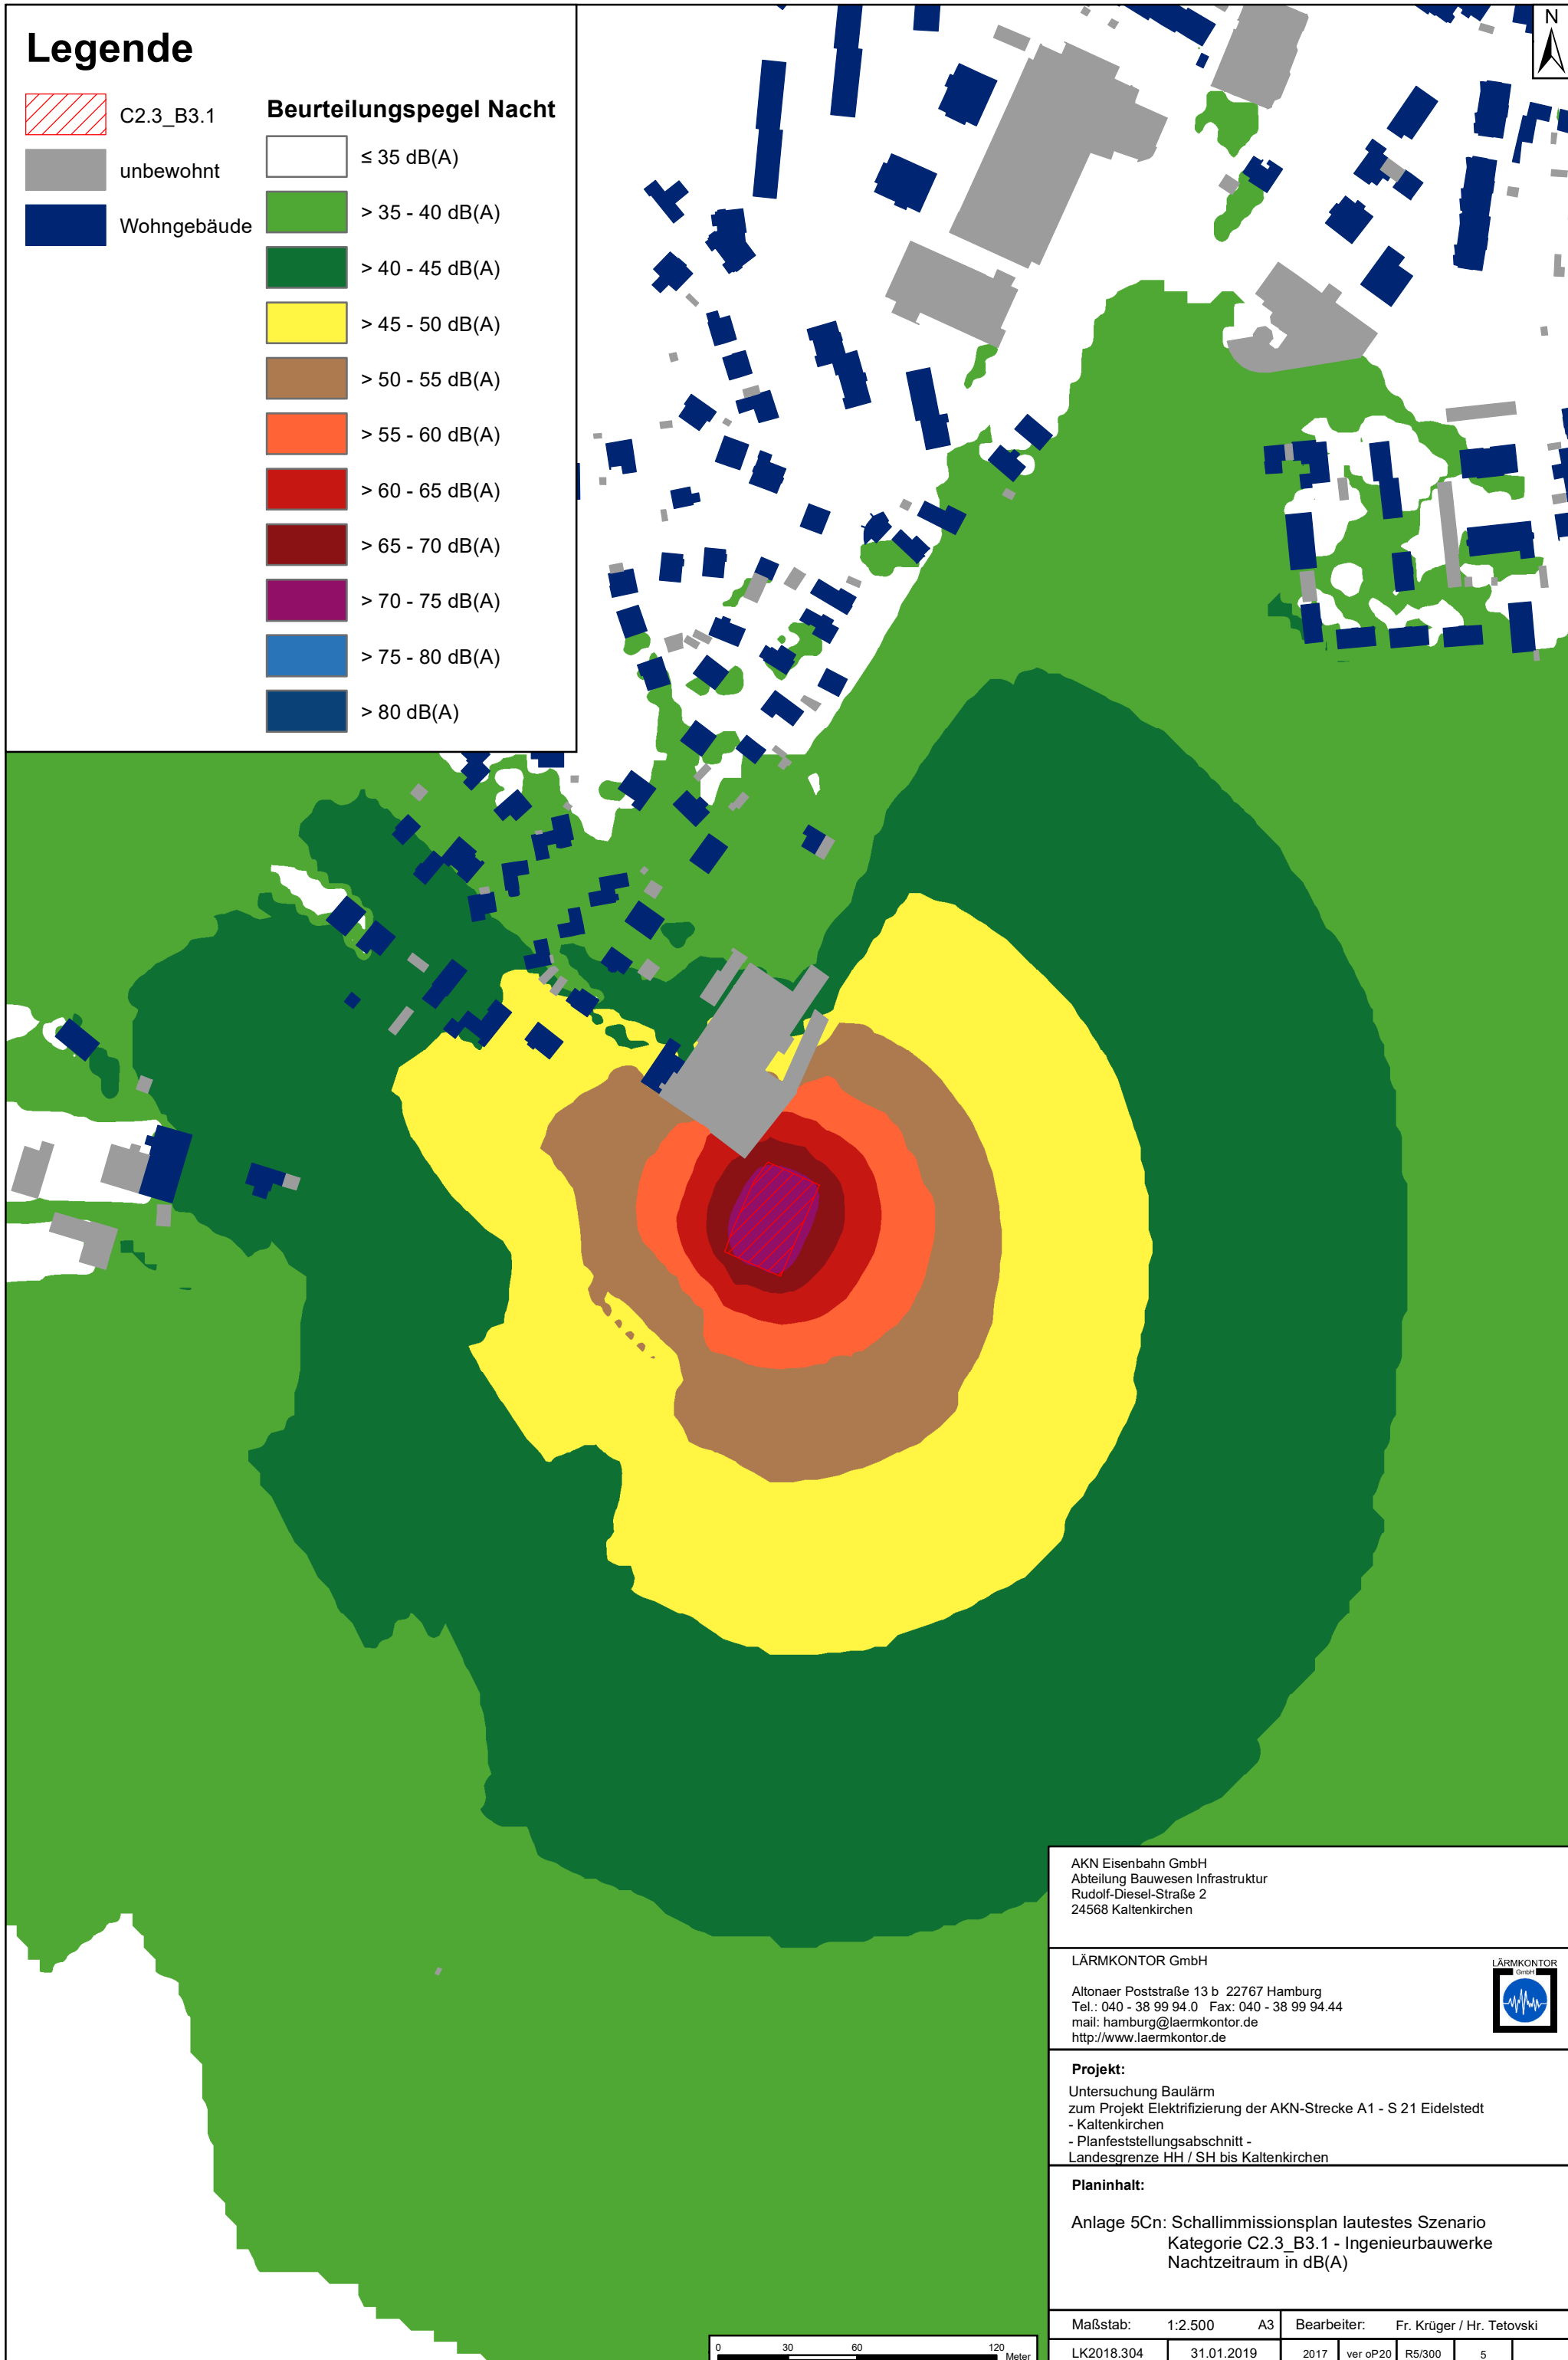 Legende
C2.3_B3.1
unbewohnt
Wohngebäude
Beurteilungspegel Nacht
≤ 35 dB(A)
> 35 - 40 dB(A)
> 40 - 45 dB(A)
> 45 - 50 dB(A)
> 50 - 55 dB(A)
> 55 - 60 dB(A)
> 60 - 65 dB(A)
> 65 - 70 dB(A)
> 70 - 75 dB(A)
> 75 - 80 dB(A)
> 80 dB(A)
N
AKN Eisenbahn GmbH
Abteilung Bauwesen Infrastruktur
Rudolf-Diesel-Straße 2
24568 Kaltenkirchen
LÄRMKONTOR GmbH
Altonaer Poststraße 13 b 22767 Hamburg
Tel.: 040 - 38 99 94.0 Fax: 040 - 38 99 94.44
mail: hamburg@laermkontor.de
http://www.laermkontor.de
LÄRMKONTOR
GmbH
Projekt:
Untersuchung Baulärm
zum Projekt Elektrifizierung der AKN-Strecke A1 - S 21 Eidelstedt
- Kaltenkirchen
- Planfeststellungsabschnitt -
Landesgrenze HH / SH bis Kaltenkirchen
Planinhalt:
Anlage 5Cn: Schallimmissionsplan lautestes Szenario
Kategorie C2.3_B3.1 - Ingenieurbauwerke
Nachtzeitraum in dB(A)
Maßstab: 1:2.500 A3 Bearbeiter: Fr. Krüger / Hr. Tetovski
LK2018.304 31.01.2019 2017 ver oP20 R5/300 5
0 30 60 120
Meter